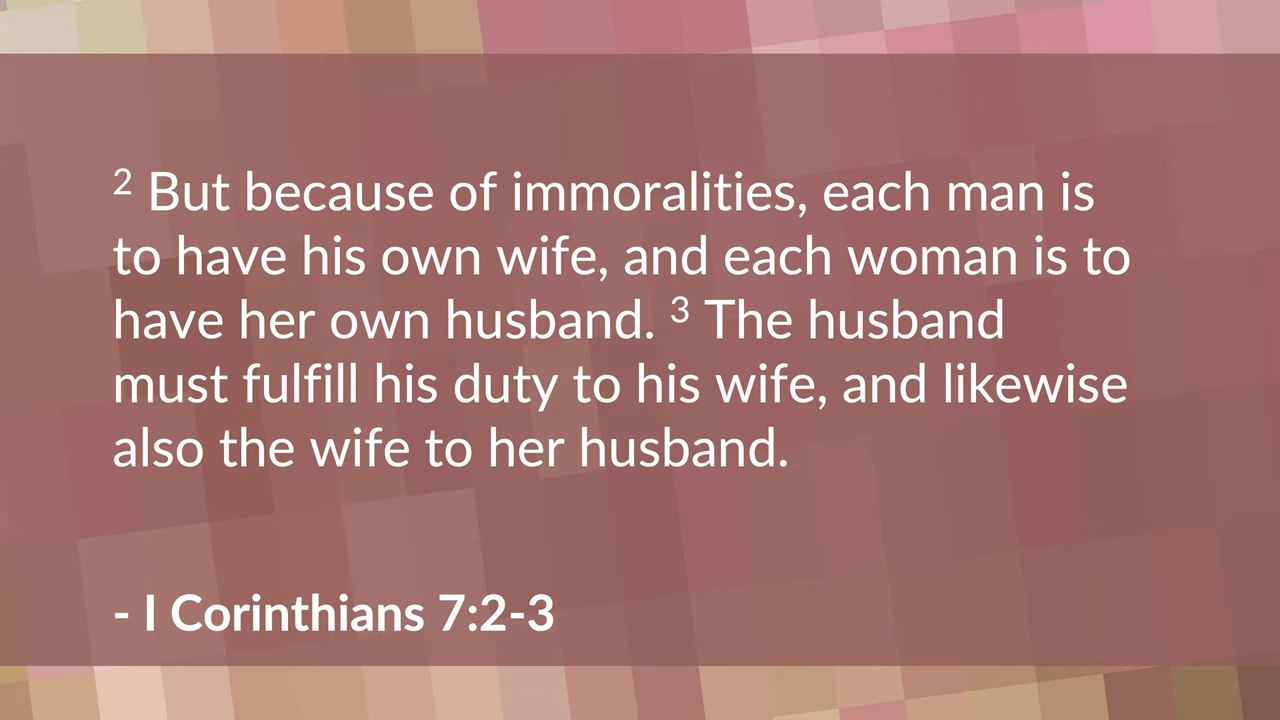 2 But because of immoralities, each man is
to have his own wife, and each woman is to
have her own husband. 3 The husband
must fulfill his duty to his wife, and likewise
also the wife to her husband.
- I Corinthians 7:2-3